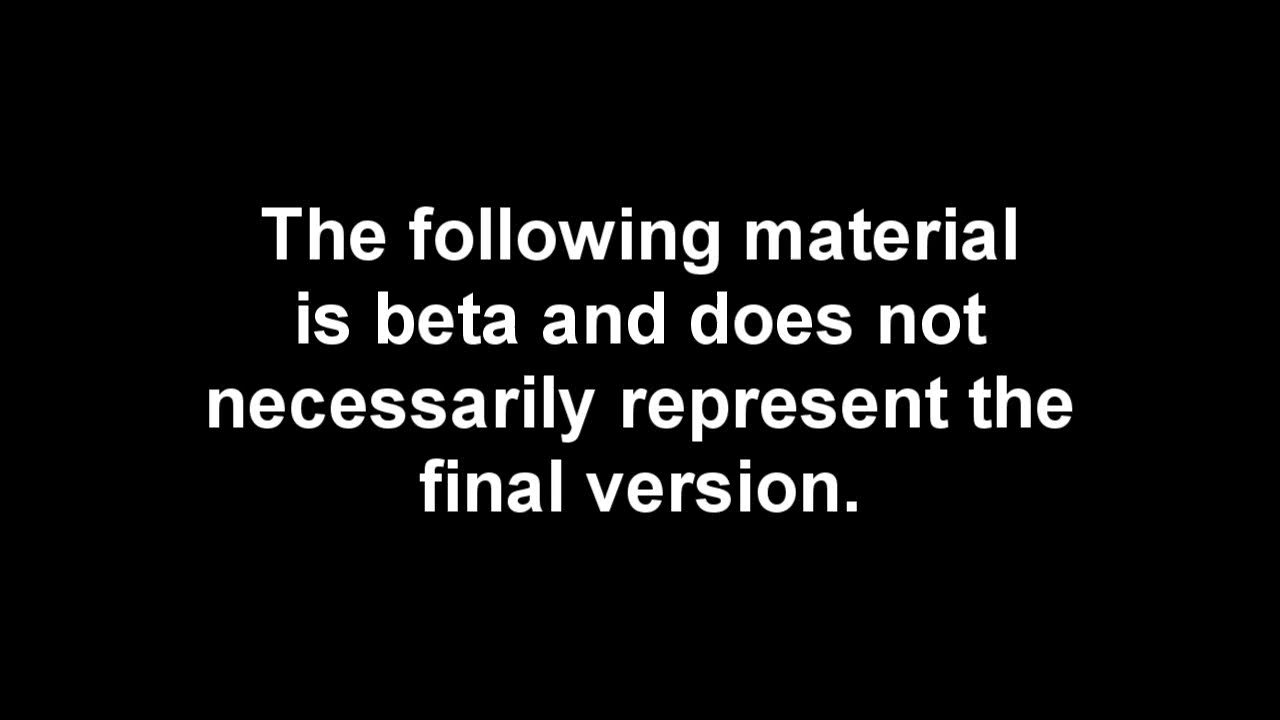 The following material
is beta and does not
necessarily represent the
final version.